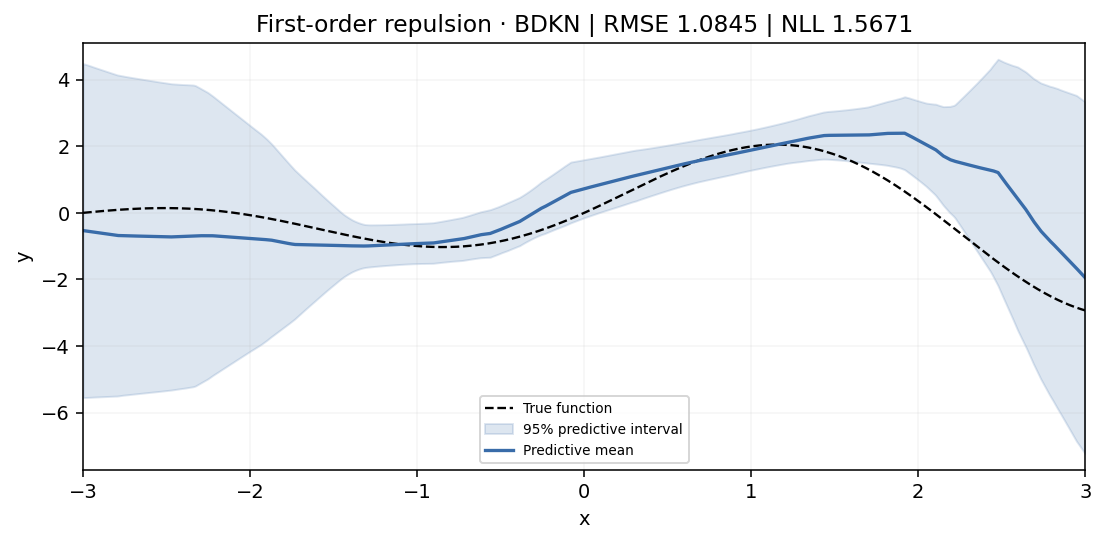 First-order repulsion · BDKN | RMSE 1.0845 | NLL 1.5671
4
2
0
−2
−4
−6
y
True function
95% predictive interval
Predictive mean
−3 −2 −1 0 1 2 3
x